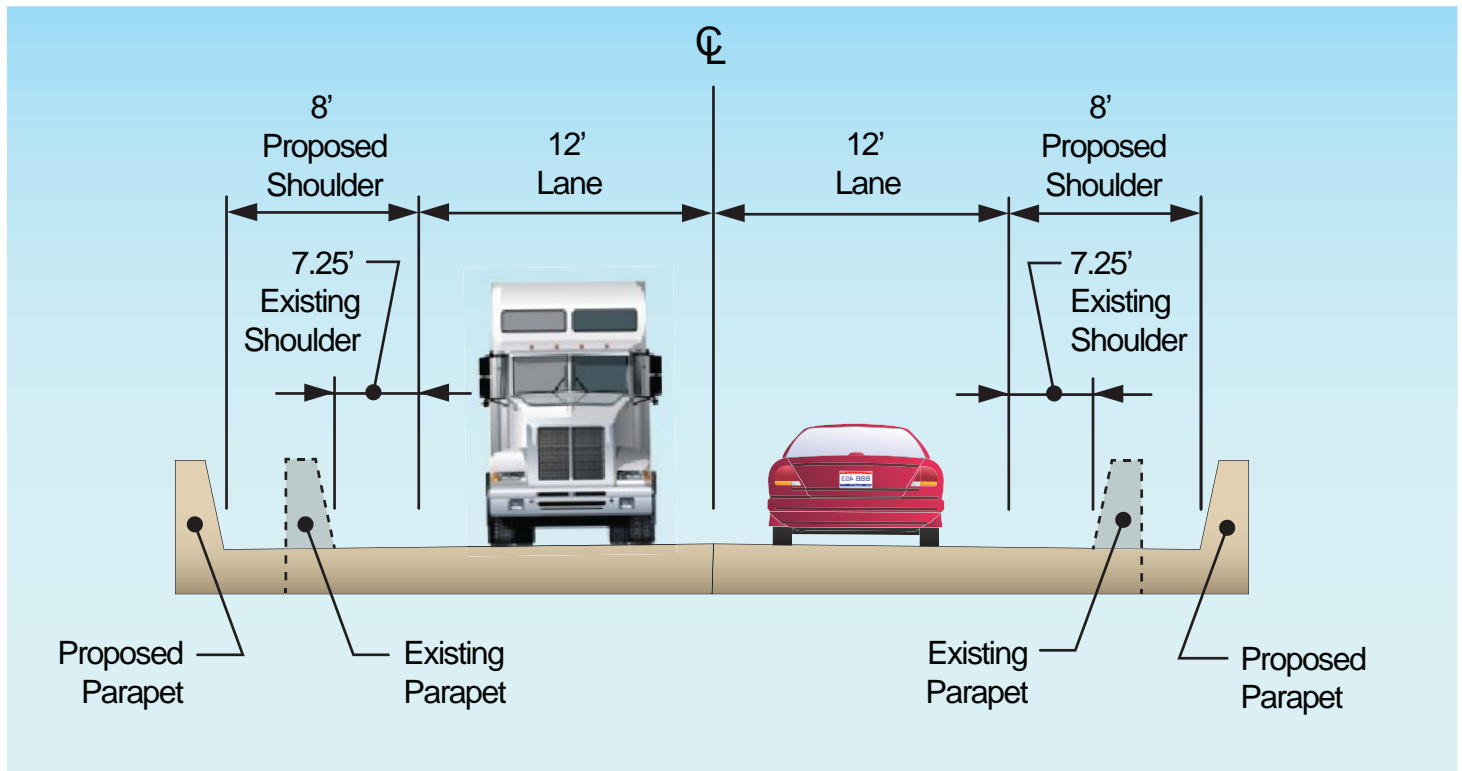 ℄
8’
Proposed
Shoulder
12’
Lane
12’
Lane
8’
Proposed
Shoulder
7.25’
Existing
Shoulder
7.25’
Existing
Shoulder
Proposed
Parapet
Existing
Parapet
Existing
Parapet
Proposed
Parapet